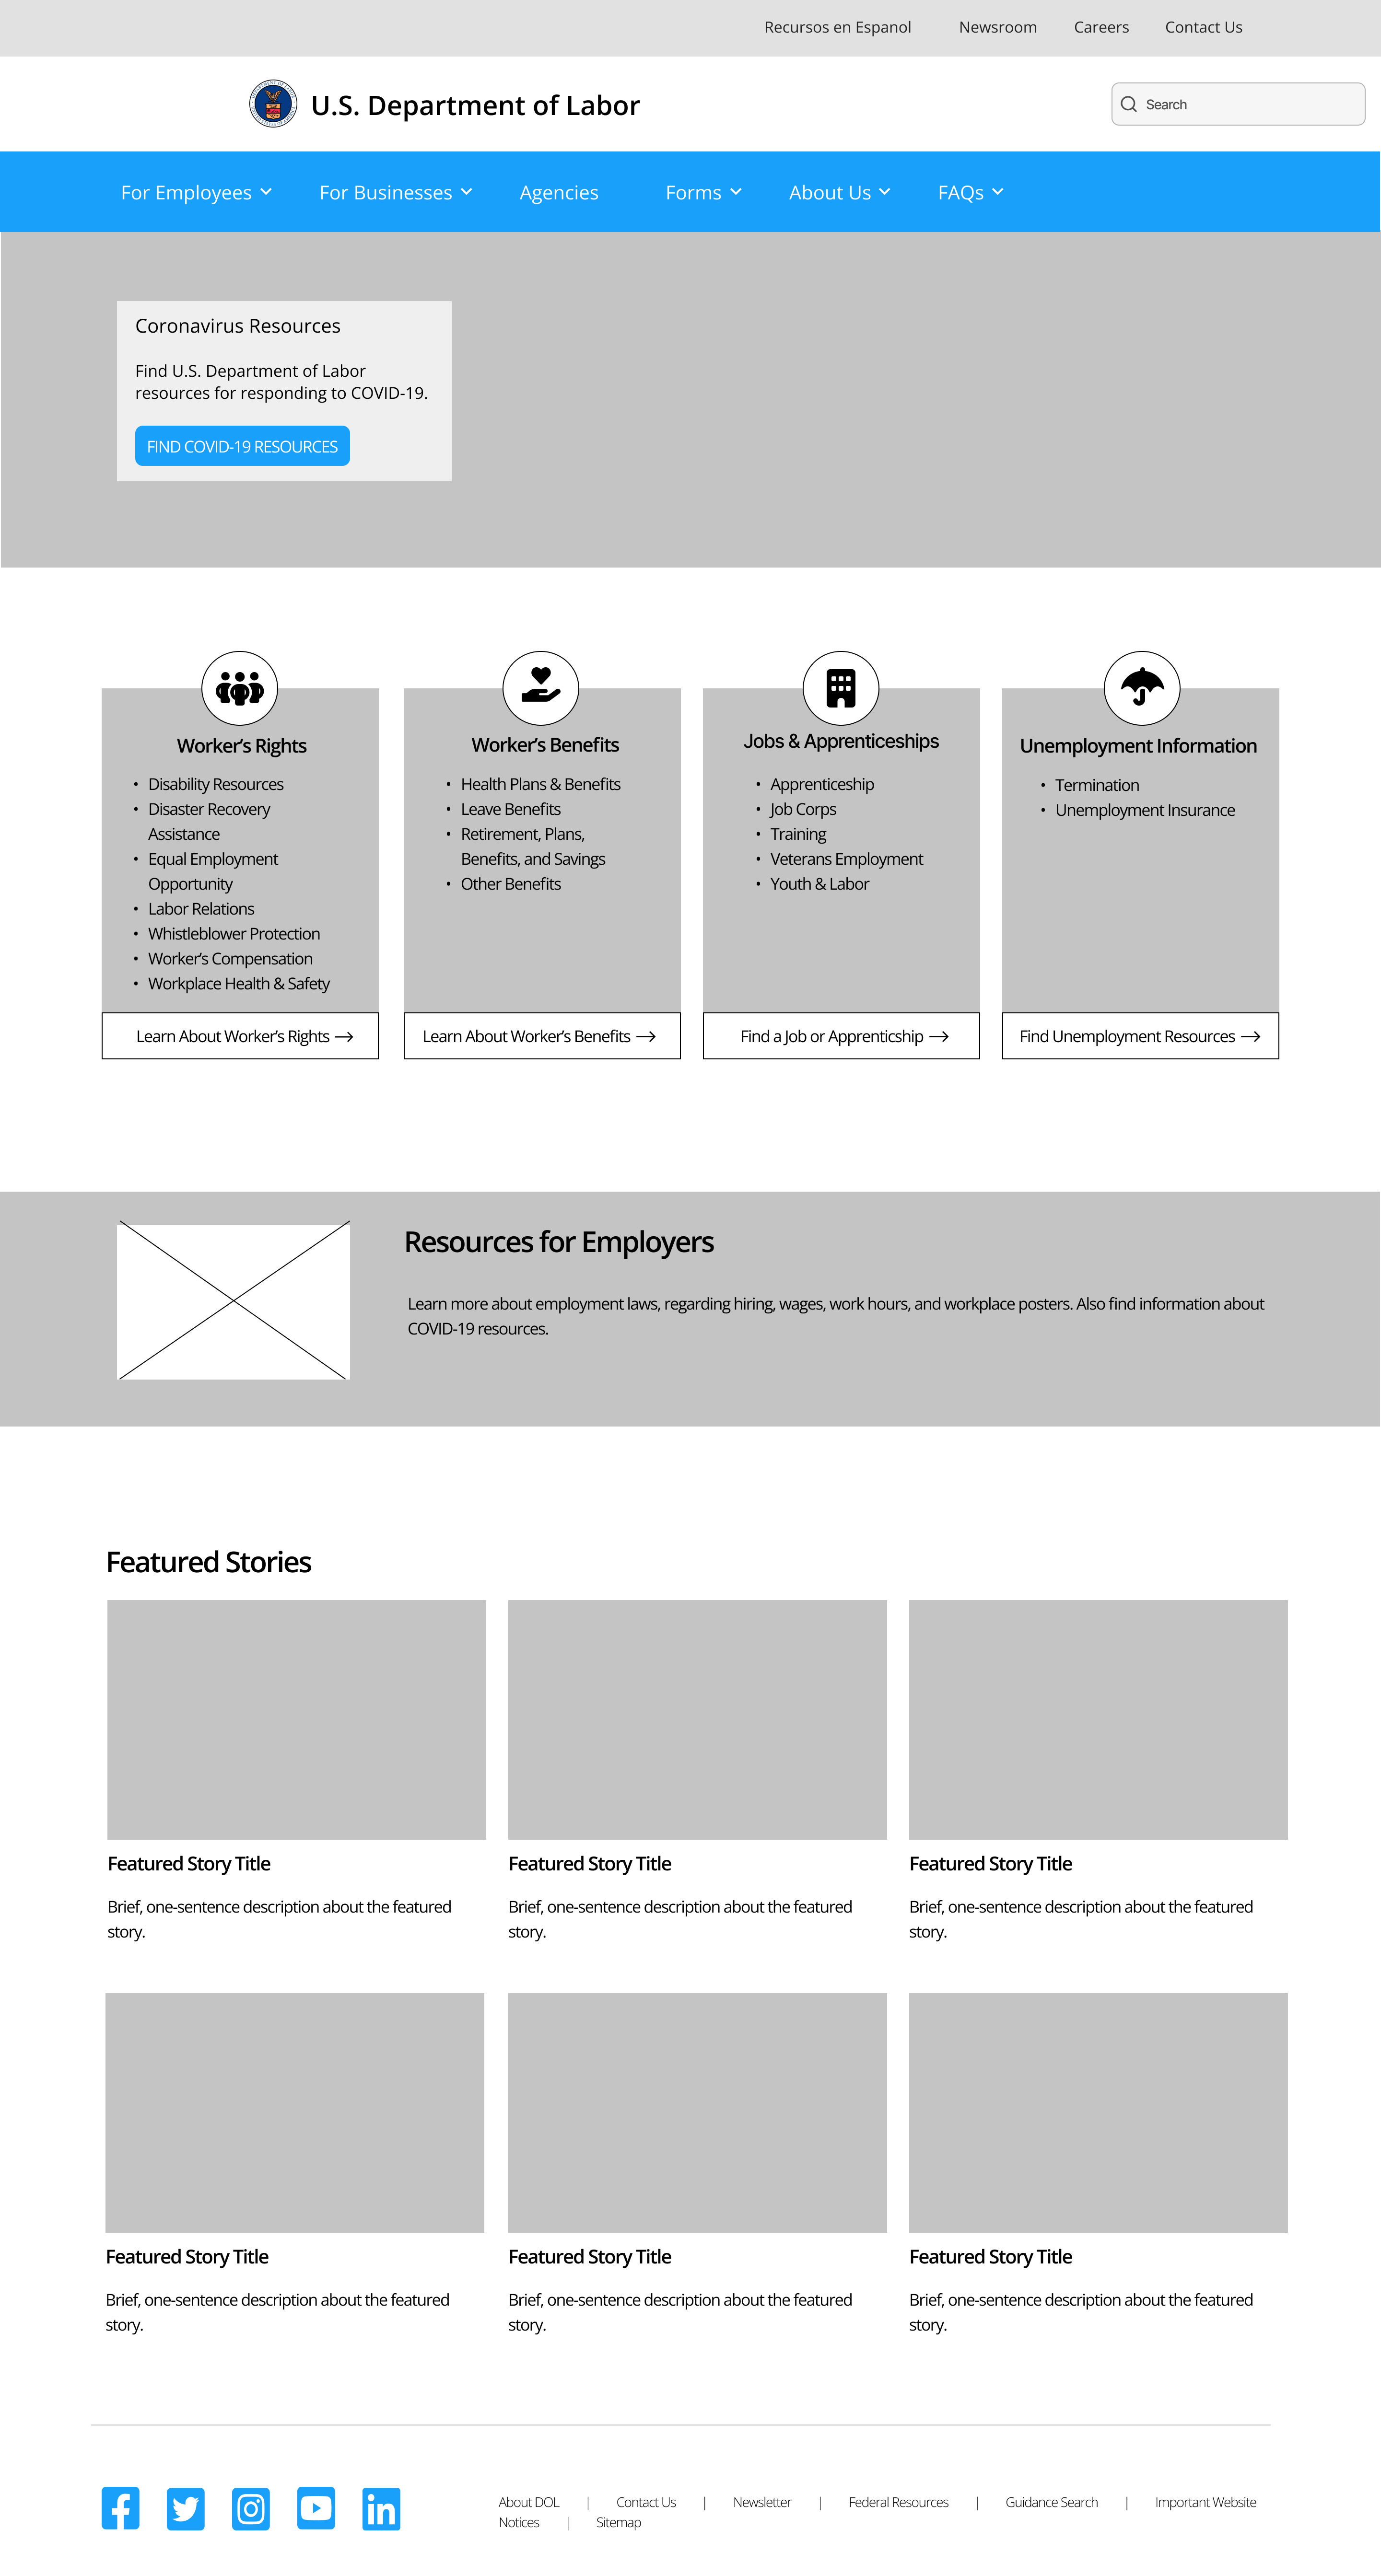 Recursos en Espanol Newsroom Careers Contact Us
U.S. Department of Labor
Search
For Employees For Businesses Agencies Forms About Us FAQs
Coronavirus Resources
Find U.S. Department of Labor
resources for responding to COVID-19.
FIND COVID-19 RESOURCES
Worker’s Rights
• Disability Resources
• Disaster Recovery
Assistance
• Equal Employment
Opportunity
• Labor Relations
• Whistleblower Protection
• Worker’s Compensation
• Workplace Health & Safety
Learn About Worker’s Rights →
Worker’s Benefits
• Health Plans & Benefits
• Leave Benefits
• Retirement, Plans,
Benefits, and Savings
• Other Benefits
Learn About Worker’s Benefits →
Jobs & Apprenticeships
• Apprenticeship
• Job Corps
• Training
• Veterans Employment
• Youth & Labor
Find a Job or Apprenticship →
Unemployment Information
• Termination
• Unemployment Insurance
Find Unemployment Resources →
Resources for Employers
Learn more about employment laws, regarding hiring, wages, work hours, and workplace posters. Also find information about
COVID-19 resources.
Featured Stories
Featured Story Title
Brief, one-sentence description about the featured
story.
Featured Story Title
Brief, one-sentence description about the featured
story.
Featured Story Title
Brief, one-sentence description about the featured
story.
Featured Story Title
Brief, one-sentence description about the featured
story.
Featured Story Title
Brief, one-sentence description about the featured
story.
Featured Story Title
Brief, one-sentence description about the featured
story.
About DOL | Contact Us | Newsletter | Federal Resources | Guidance Search | Important Website
Notices | Sitemap